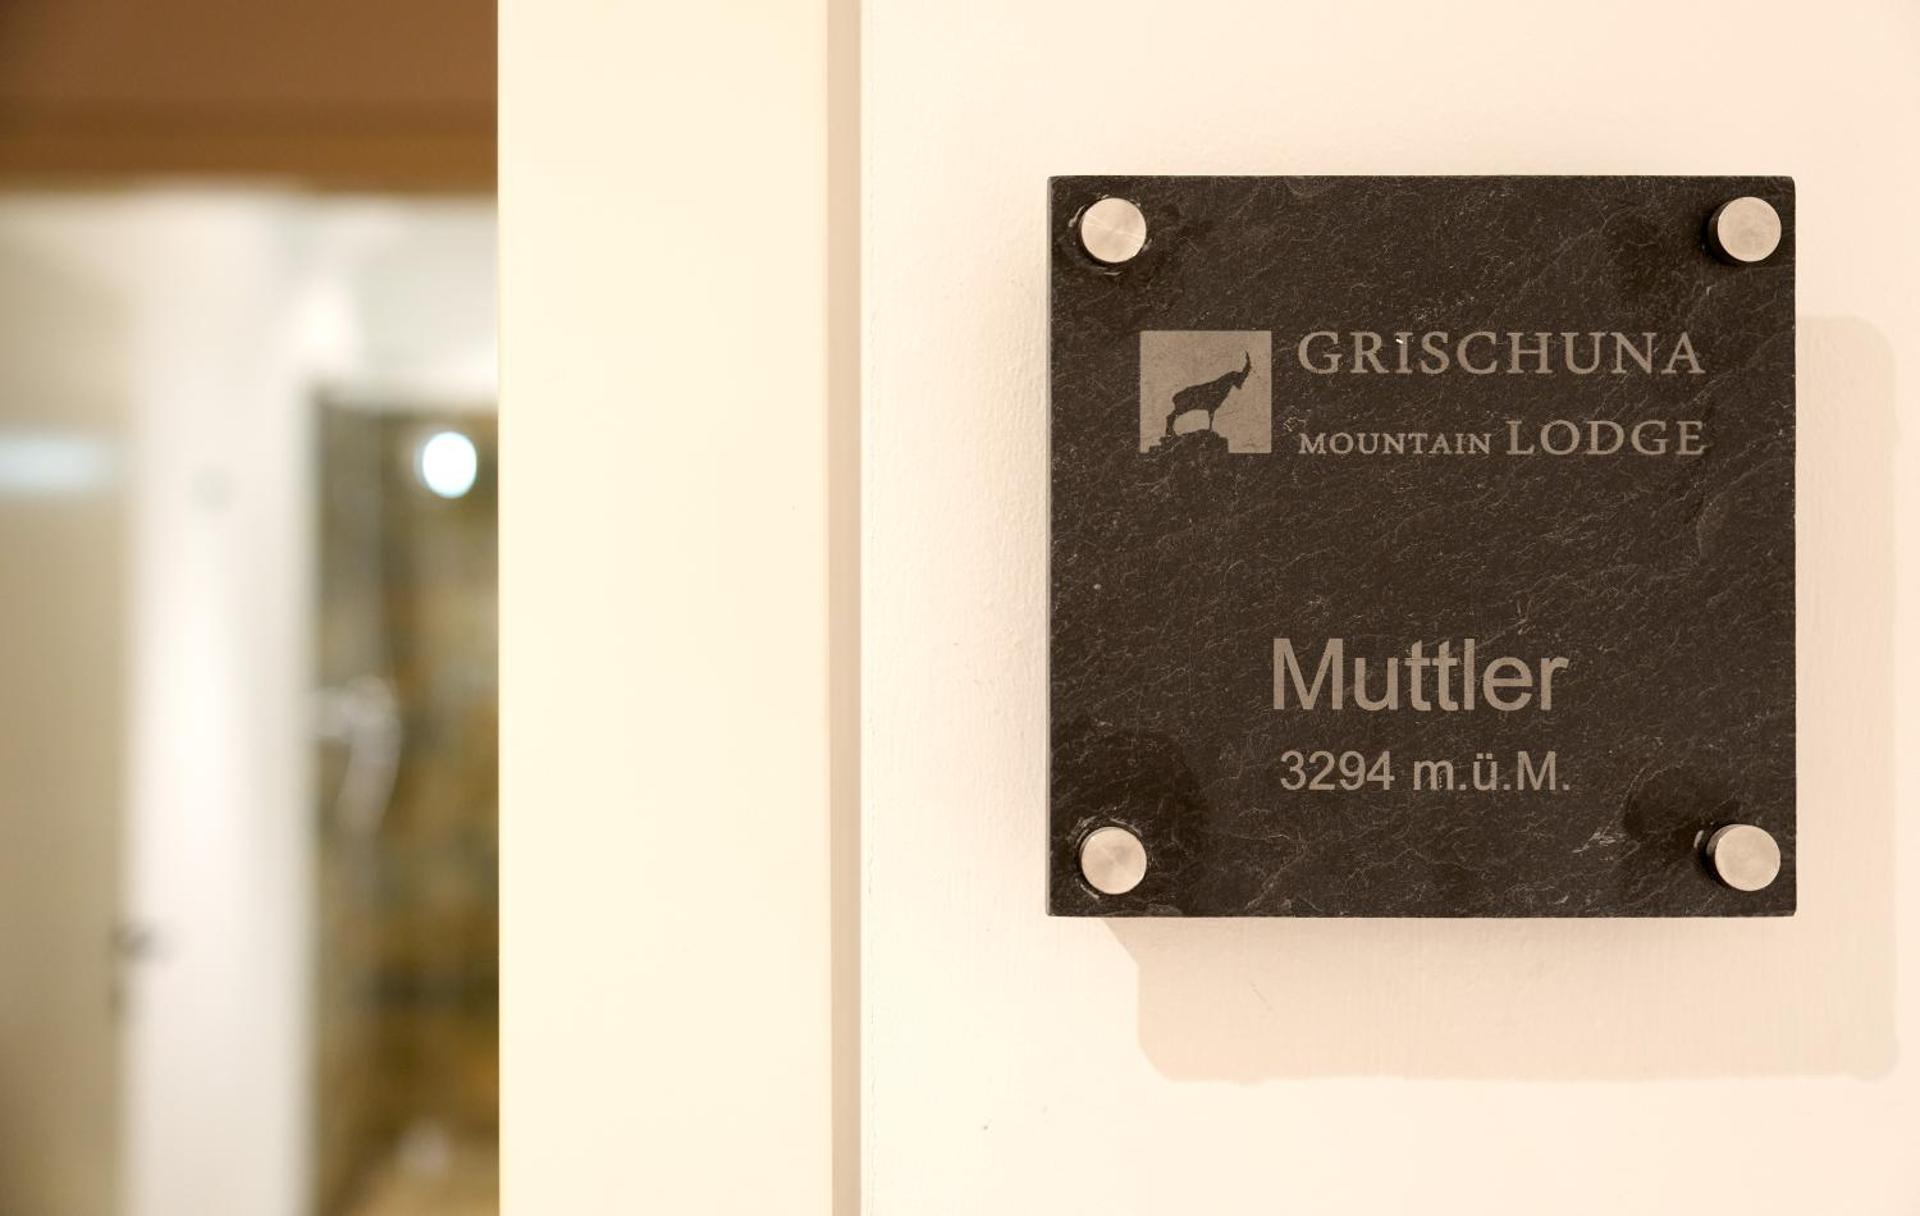 GRISCHUNA
MOUNTAIN LODGE
Muttler
3294 m.ü.M.